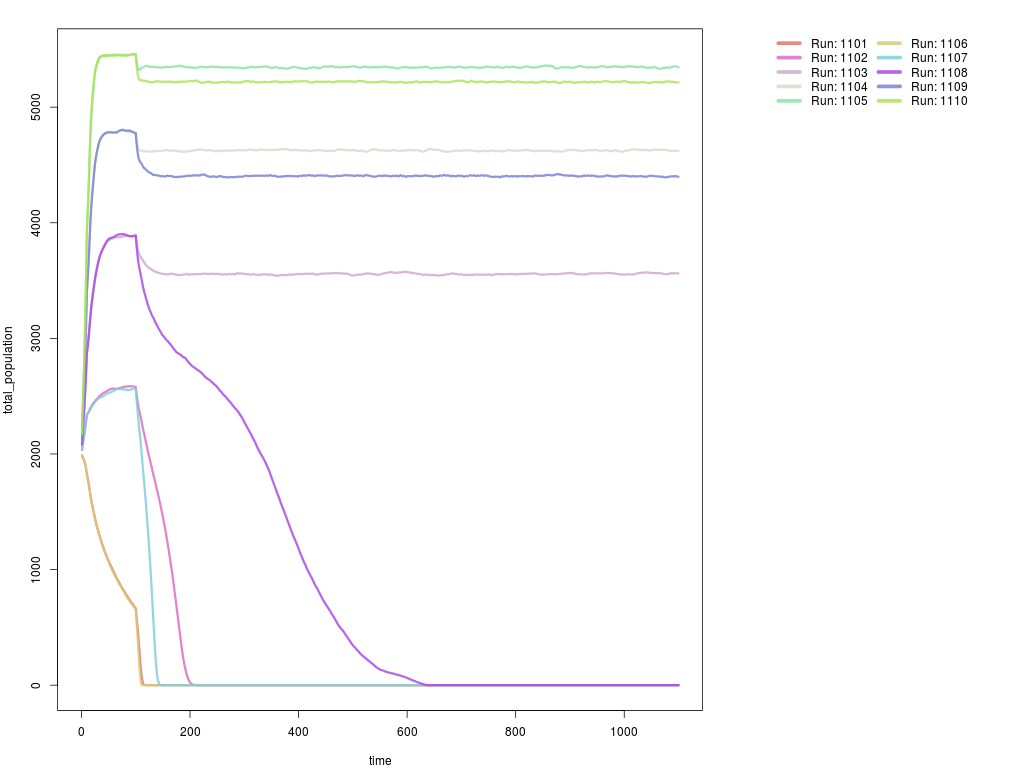 Run: 1101 Run: 1106
Run: 1102 Run: 1107
Run: 1103 Run: 1108
Run: 1104 Run: 1109
Run: 1105 Run: 1110
total_population
5000
4000
3000
2000
1000
0
0 200 400 600 800 1000
time